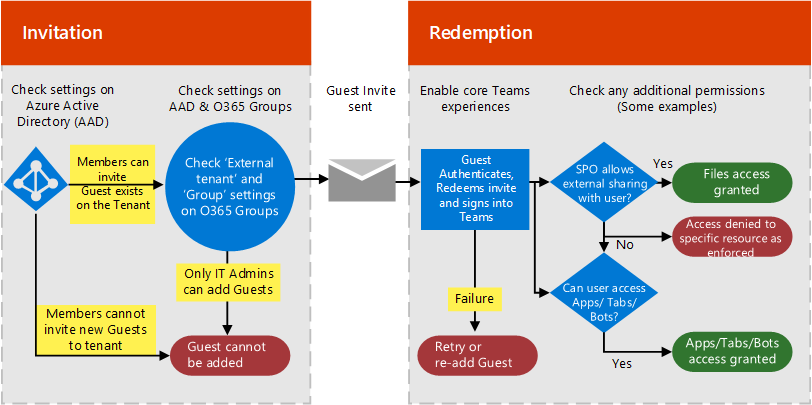 Invitation
Check settings on
Azure Active
Directory (AAD)
Check settings on
AAD & O365 Groups
Members can
invite
Guest exists
on the Tenant
Check ‘External
tenant’ and
‘Group’ settings
on O365 Groups
Only IT Admins
can add Guests
Members cannot
invite new Guests
to tenant
Guest cannot
be added
Guest Invite
sent
Redemption
Enable core Teams
experiences
Check any additional permissions
(Some examples)
Guest
Authenticates,
Redeems invite
and signs into
Teams
Failure
Retry or
re-add Guest
SPO allows
external sharing
with user?
Yes
Files access
granted
No
Access denied to
specific resource as
enforced
Can user access
Apps/ Tabs/
Bots?
Yes
Apps/Tabs/Bots
access granted